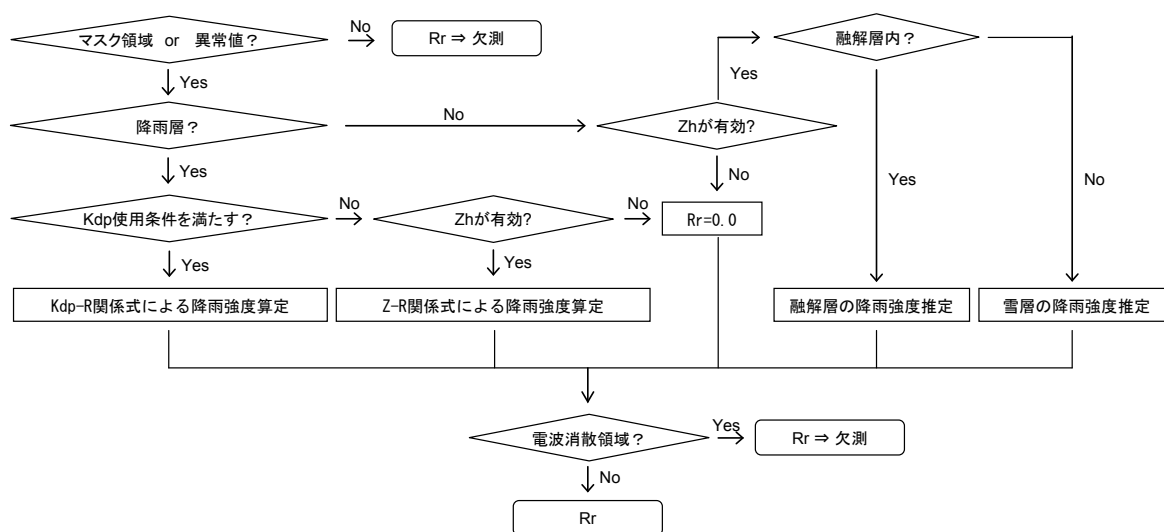 マスク領域 or 異常値？
No
Rr ⇒ 欠測
融解層内？
Yes
Yes
降雨層？
No
Zhが有効?
Yes
No
Yes
No
Kdp使用条件を満たす？
No
Zhが有効?
No
Rr=0.0
Yes
Yes
Kdp-R関係式による降雨強度算定
Z-R関係式による降雨強度算定
融解層の降雨強度推定
雪層の降雨強度推定
電波消散領域？
Yes
Rr ⇒ 欠測
No
Rr